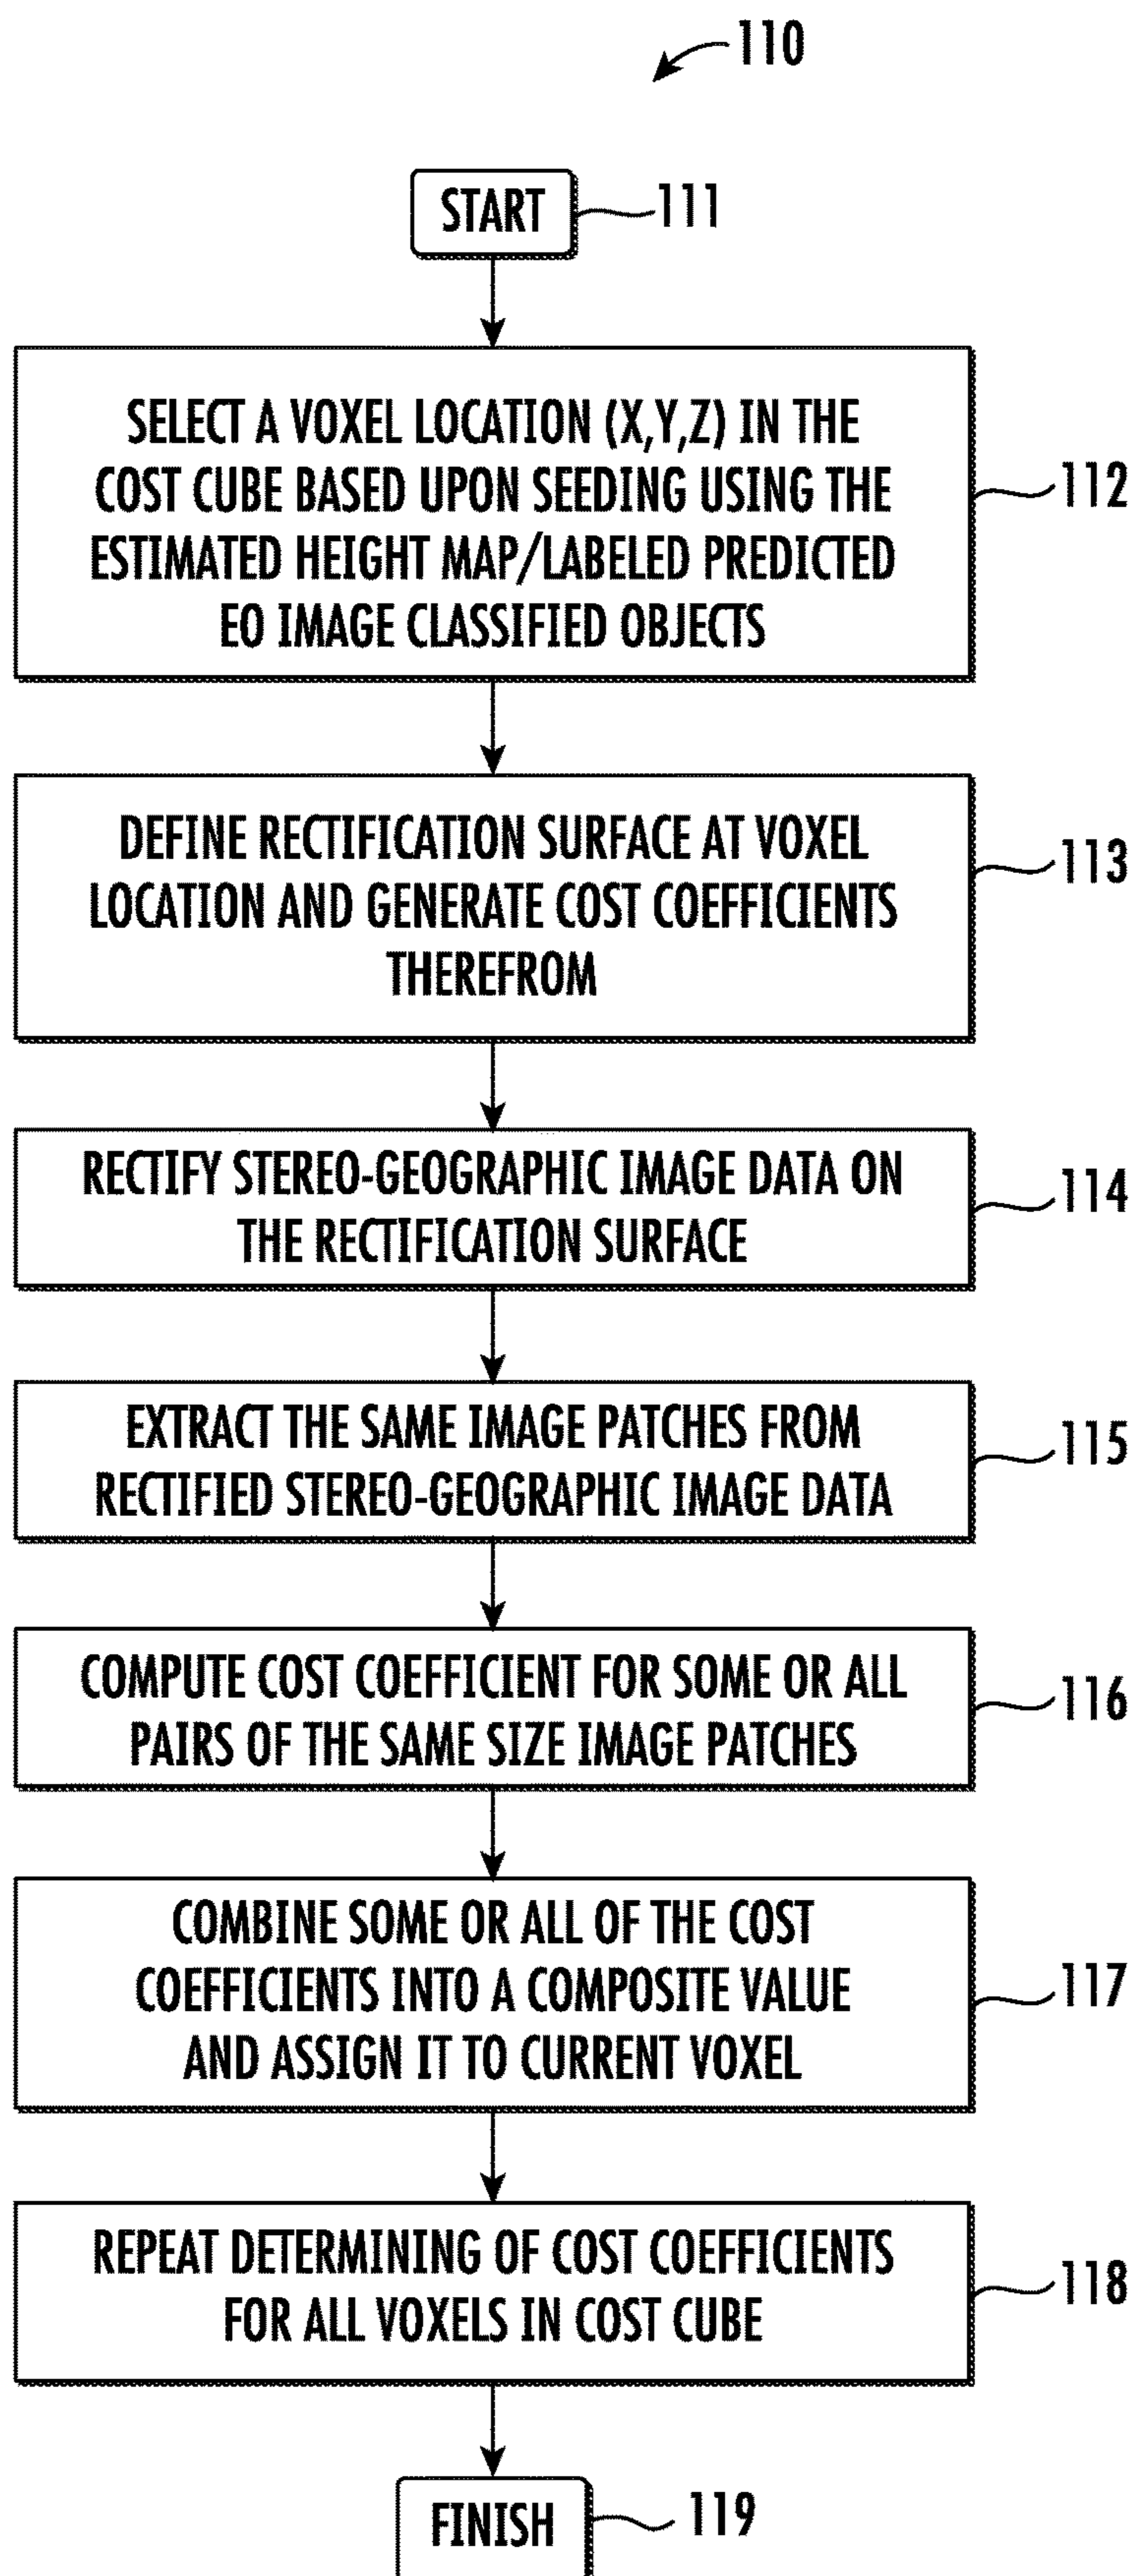 110
START
111
SELECT A VOXEL LOCATION (X,Y,Z) IN THE
COST CUBE BASED UPON SEEDING USING THE
ESTIMATED HEIGHT MAP/LABELED PREDICTED
EO IMAGE CLASSIFIED OBJECTS
112
DEFINE RECTIFICATION SURFACE AT VOXEL
LOCATION AND GENERATE COST COEFFICIENTS
THEREFROM
113
RECTIFY STEREO-GEOGRAPHIC IMAGE DATA ON
THE RECTIFICATION SURFACE
114
EXTRACT THE SAME IMAGE PATCHES FROM
RECTIFIED STEREO-GEOGRAPHIC IMAGE DATA
115
COMPUTE COST COEFFICIENT FOR SOME OR ALL
PAIRS OF THE SAME SIZE IMAGE PATCHES
116
COMBINE SOME OR ALL OF THE COST
COEFFICIENTS INTO A COMPOSITE VALUE
AND ASSIGN IT TO CURRENT VOXEL
117
REPEAT DETERMINING OF COST COEFFICIENTS
FOR ALL VOXELS IN COST CUBE
118
FINISH
119